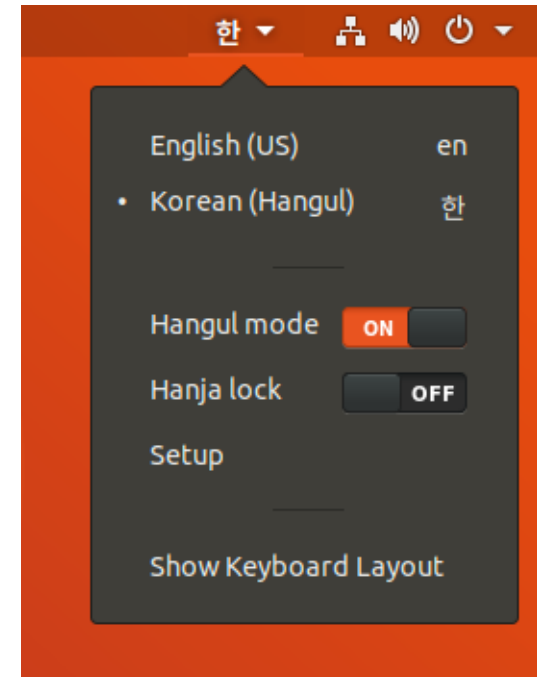 한
English (US) en
• Korean (Hangul) 한
Hangul mode ON
Hanja lock OFF
Setup
Show Keyboard Layout